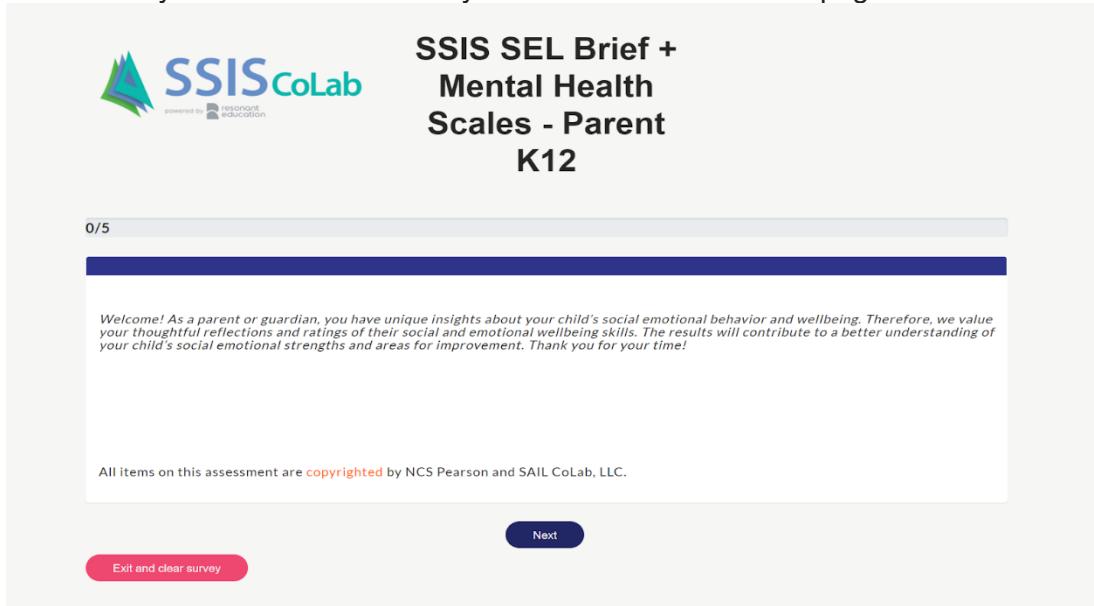 SSIS CoLab
powered by resonant education
SSIS SEL Brief +
Mental Health
Scales - Parent
K12
0/5
Welcome! As a parent or guardian, you have unique insights about your child's social emotional behavior and wellbeing. Therefore, we value
your thoughtful reflections and ratings of their social and emotional wellbeing skills. The results will contribute to a better understanding of
your child's social emotional strengths and areas for improvement. Thank you for your time!
All items on this assessment are copyrighted by NCS Pearson and SAIL CoLab, LLC.
Next
Exit and clear survey